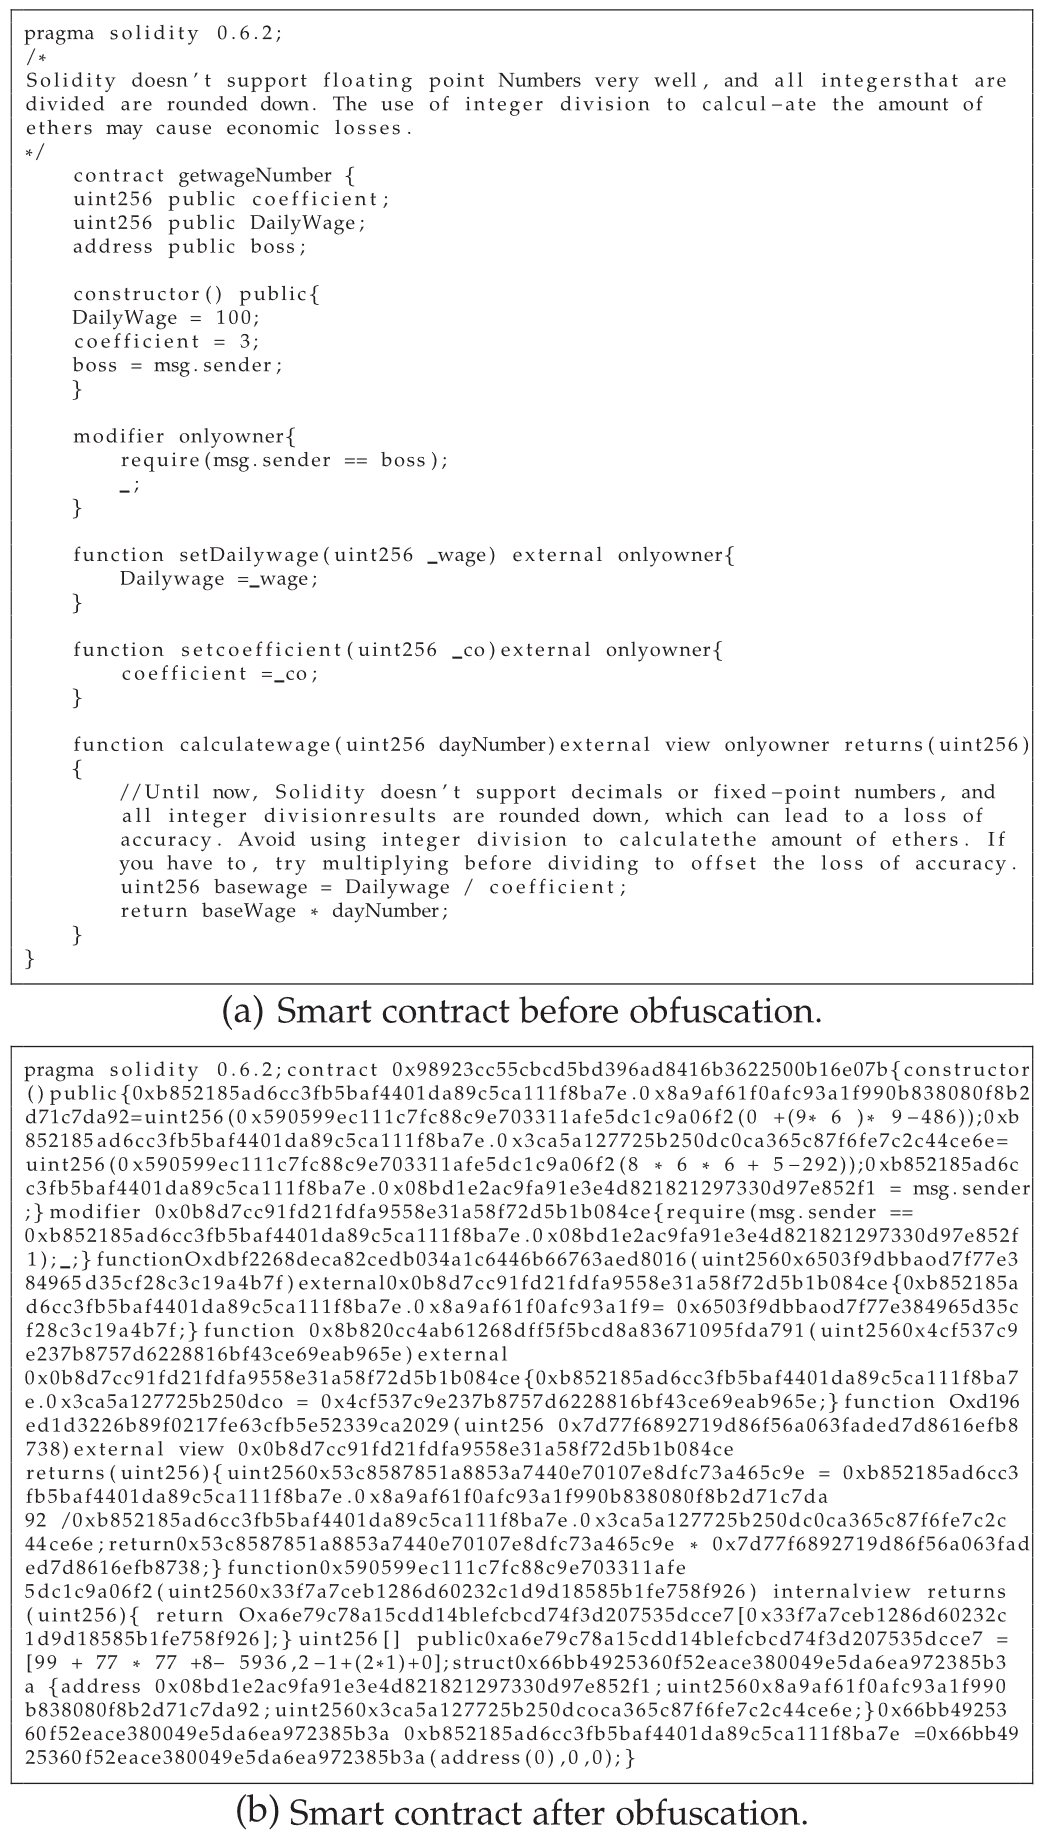 pragma solidity 0.6.2;
/*
Solidity doesn't support floating point Numbers very well, and all integersthat are
divided are rounded down. The use of integer division to calcul-ate the amount of
ethers may cause economic losses.
*/
contract getwageNumber {
uint256 public coefficient;
uint256 public DailyWage;
address public boss;
constructor() public{
DailyWage = 100;
coefficient = 3;
boss = msg.sender;
}
modifier onlyowner{
require(msg.sender == boss);
_;
}
function setDailywage(uint256 _wage) external onlyowner{
Dailywage =_wage;
}
function setcoefficient(uint256 _co)external onlyowner{
coefficient =_co;
}
function calculatewage(uint256 dayNumber)external view onlyowner returns(uint256)
{
//Until now, Solidity doesn't support decimals or fixed-point numbers, and
all integer divisionresults are rounded down, which can lead to a loss of
accuracy. Avoid using integer division to calculatethe amount of ethers. If
you have to, try multiplying before dividing to offset the loss of accuracy.
uint256 basewage = Dailywage / coefficient;
return baseWage * dayNumber;
}
}
(a) Smart contract before obfuscation.
pragma solidity 0.6.2;contract 0x98923cc55cbcd5bd396ad8416b3622500b16e07b{constructor
()public{0xb852185ad6cc3fb5baf4401da89c5ca111f8ba7e.0x8a9af61f0afc93a1f990b838080f8b2
d71c7da92=uint256(0x590599ec111c7fc88c9e703311afe5dc1c9a06f2(0 +(9* 6 )* 9-486));0xb
852185ad6cc3fb5baf4401da89c5ca111f8ba7e.0x3ca5a127725b250dc0ca365c87f6fe7c2c44ce6e=
uint256(0x590599ec111c7fc88c9e703311afe5dc1c9a06f2(8 * 6 * 6 + 5-292));0xb852185ad6c
c3fb5baf4401da89c5ca111f8ba7e.0x08bd1e2ac9fa91e3e4d821821297330d97e852f1 = msg.sender
;}modifier 0x0b8d7cc91fd21fdfa9558e31a58f72d5b1b084ce{require(msg.sender ==
0xb852185ad6cc3fb5baf4401da89c5ca111f8ba7e.0x08bd1e2ac9fa91e3e4d821821297330d97e852f
1);_;}functionOxdbf2268deca82cedb034a1c6446b66763aed8016(uint2560x6503f9dbbaod7f77e3
84965d35cf28c3c19a4b7f)external0x0b8d7cc91fd21fdfa9558e31a58f72d5b1b084ce{0xb852185a
d6cc3fb5baf4401da89c5ca111f8ba7e.0x8a9af61f0afc93a1f9= 0x6503f9dbbaod7f77e384965d35c
f28c3c19a4b7f;}function 0x8b820cc4ab61268dff5f5bcd8a83671095fda791(uint2560x4cf537c9
e237b8757d6228816bf43ce69eab965e)external
0x0b8d7cc91fd21fdfa9558e31a58f72d5b1b084ce{0xb852185ad6cc3fb5baf4401da89c5ca111f8ba7
e.0x3ca5a127725b250dco = 0x4cf537c9e237b8757d6228816bf43ce69eab965e;}function Oxd196
ed1d3226b89f0217fe63cfb5e52339ca2029(uint256 0x7d77f6892719d86f56a063faded7d8616efb8
738)external view 0x0b8d7cc91fd21fdfa9558e31a58f72d5b1b084ce
returns(uint256){uint2560x53c8587851a8853a7440e70107e8dfc73a465c9e = 0xb852185ad6cc3
fb5baf4401da89c5ca111f8ba7e.0x8a9af61f0afc93a1f990b838080f8b2d71c7da
92 /0xb852185ad6cc3fb5baf4401da89c5ca111f8ba7e.0x3ca5a127725b250dc0ca365c87f6fe7c2c
44ce6e;return0x53c8587851a8853a7440e70107e8dfc73a465c9e * 0x7d77f6892719d86f56a063fad
ed7d8616efb8738;}function0x590599ec111c7fc88c9e703311afe
5dc1c9a06f2(uint2560x33f7a7ceb1286d60232c1d9d18585b1fe758f926) internalview returns
(uint256){ return Oxa6e79c78a15cdd14blefcbcd74f3d207535dcce7[0x33f7a7ceb1286d60232c
1d9d18585b1fe758f926];}uint256[] public0xa6e79c78a15cdd14blefcbcd74f3d207535dcce7 =
[99 + 77 * 77 +8- 5936,2-1+(2*1)+0];struct0x66bb4925360f52eace380049e5da6ea972385b3
a {address 0x08bd1e2ac9fa91e3e4d821821297330d97e852f1;uint2560x8a9af61f0afc93a1f990
b838080f8b2d71c7da92;uint2560x3ca5a127725b250dcoca365c87f6fe7c2c44ce6e;}0x66bb49253
60f52eace380049e5da6ea972385b3a 0xb852185ad6cc3fb5baf4401da89c5ca111f8ba7e =0x66bb49
25360f52eace380049e5da6ea972385b3a(address(0),0,0);}
(b) Smart contract after obfuscation.